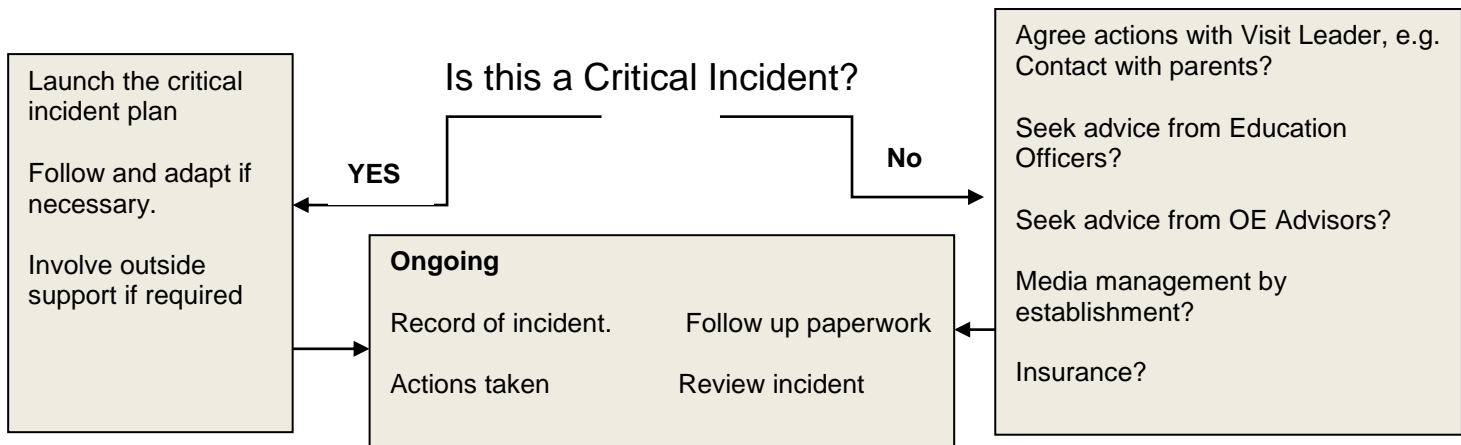 Is this a Critical Incident?
YES
No
Launch the critical
incident plan
Follow and adapt if
necessary.
Involve outside
support if required
Agree actions with Visit Leader, e.g.
Contact with parents?
Seek advice from Education
Officers?
Seek advice from OE Advisors?
Media management by
establishment?
Insurance?
Ongoing
Record of incident. Follow up paperwork
Actions taken Review incident